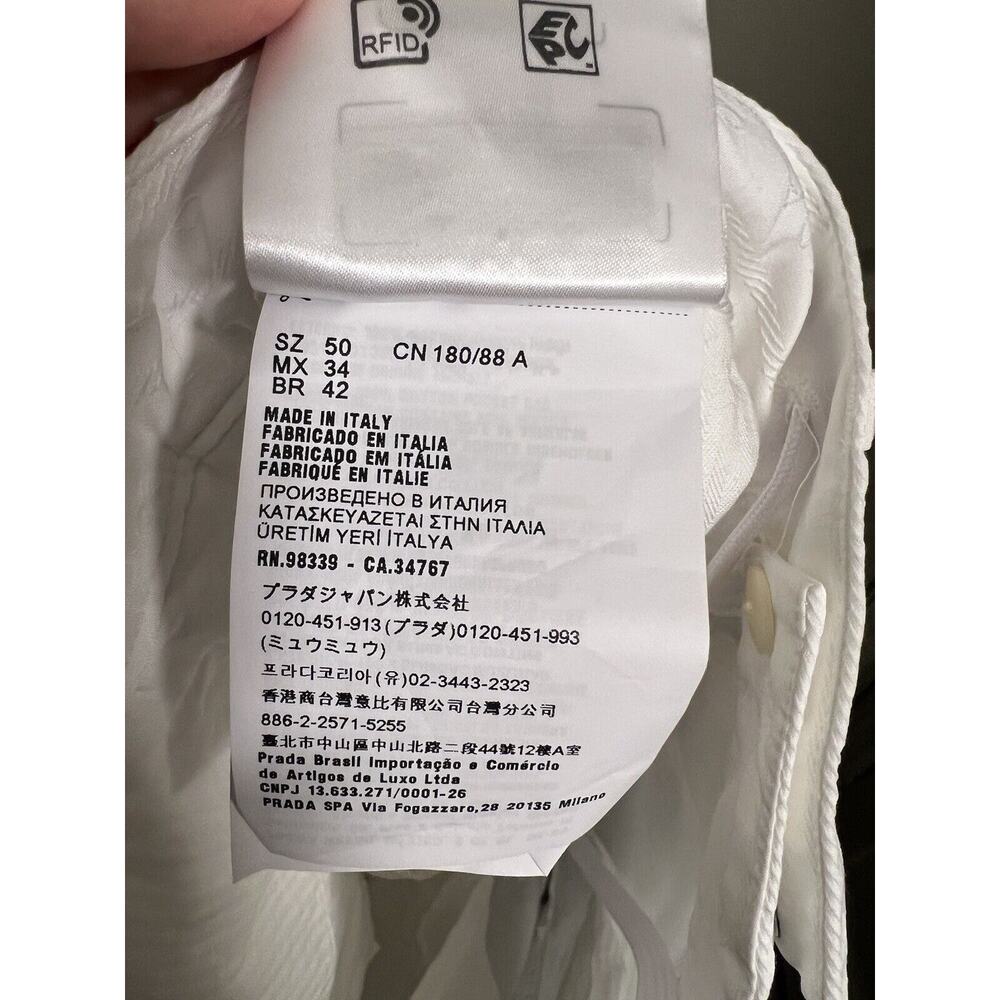 RFID
EPC
SZ 50 CN 180/88 A
MX 34
BR 42
MADE IN ITALY
FABRICADO EN ITALIA
FABRICADO EM ITÁLIA
FABRIQUÉ EN ITALIE
ПРОИЗВЕДЕНО В ИТАЛИЯ
ΚΑΤΑΣΚΕΥΑΖΕΤΑΙ ΣΤΗΝ ΙΤΑΛΙΑ
ÜRETİM YERİ İTALYA
RN.98339 - CA.34767
プラダジャパン株式会社
0120-451-913(プラダ)0120-451-993
(ミュウミュウ)
프라다코리아(유)02-3443-2323
香港商台灣意比有限公司台灣分公司
886-2-2571-5255
臺北市中山區中山北路二段44號12樓A室
Prada Brasil Importação e Comércio
de Artigos de Luxo Ltda
CNPJ 13.633.271/0001-26
PRADA SPA Via Fogazzaro,28 20135 Milano